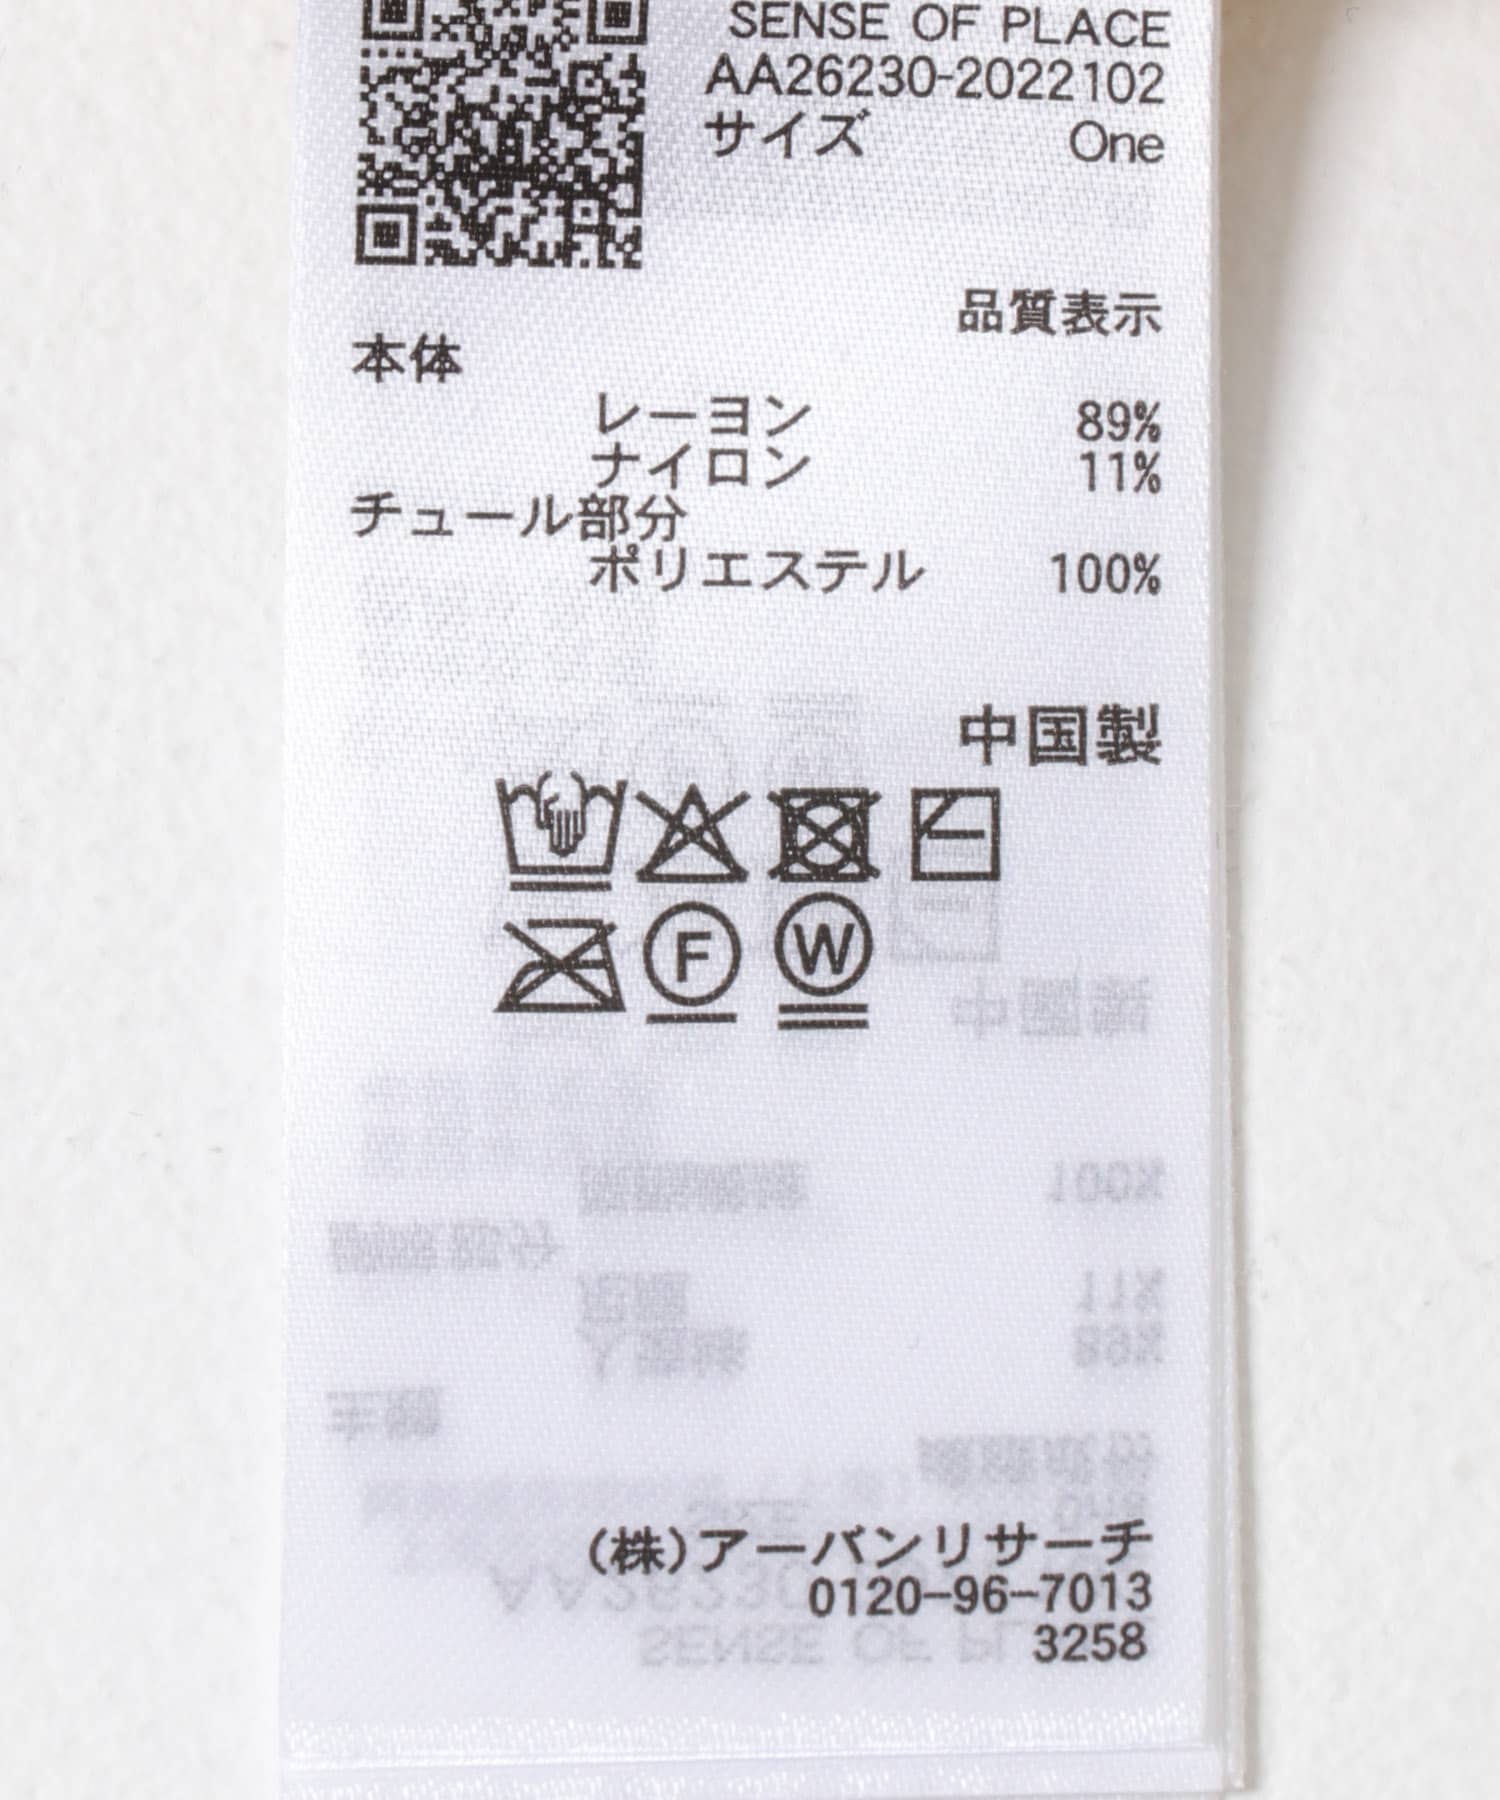 SENSE OF PLACE
AA26230-2022102
サイズ One
品質表示
本体
レーヨン 89%
ナイロン 11%
チュール部分
ポリエステル 100%
中国製
F W
(株)アーバンリサーチ
0120-96-7013
3258